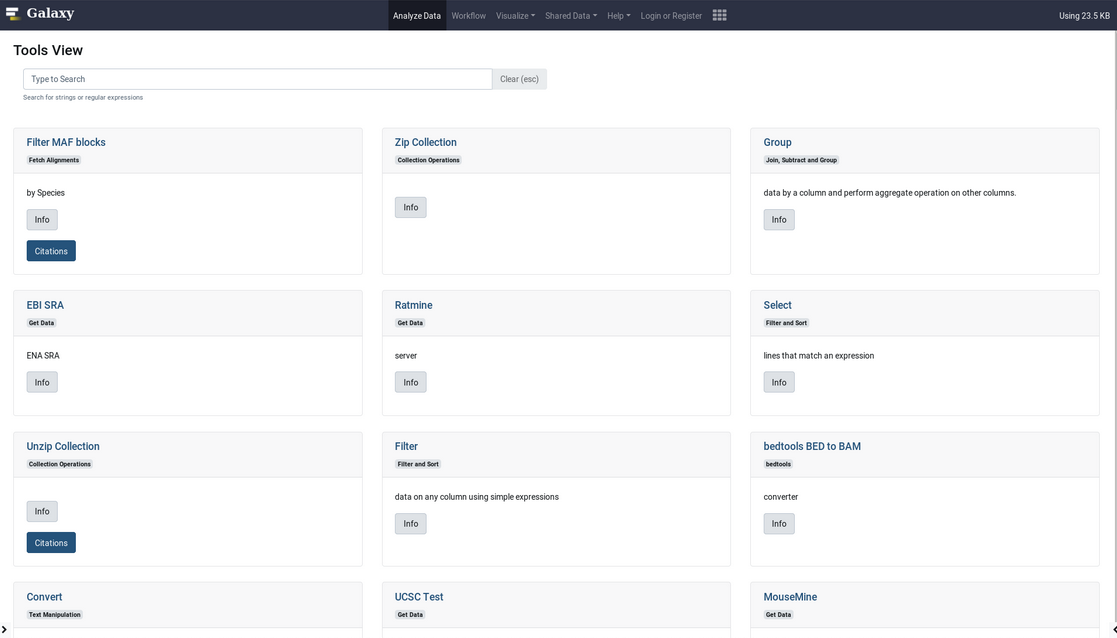 Galaxy
Analyze Data
Workflow
Visualize
Shared Data
Help
Login or Register
Using 23.5 KB
Tools View
Type to Search
Clear (esc)
Search for strings or regular expressions
Filter MAF blocks
Fetch Alignments
by Species
Info
Citations
Zip Collection
Collection Operations
Info
Group
Join, Subtract and Group
data by a column and perform aggregate operation on other columns.
Info
EBI SRA
Get Data
ENA SRA
Info
Ratmine
Get Data
server
Info
Select
Filter and Sort
lines that match an expression
Info
Unzip Collection
Collection Operations
Info
Citations
Filter
Filter and Sort
data on any column using simple expressions
Info
bedtools BED to BAM
bedtools
converter
Info
Convert
Text Manipulation
UCSC Test
Get Data
MouseMine
Get Data